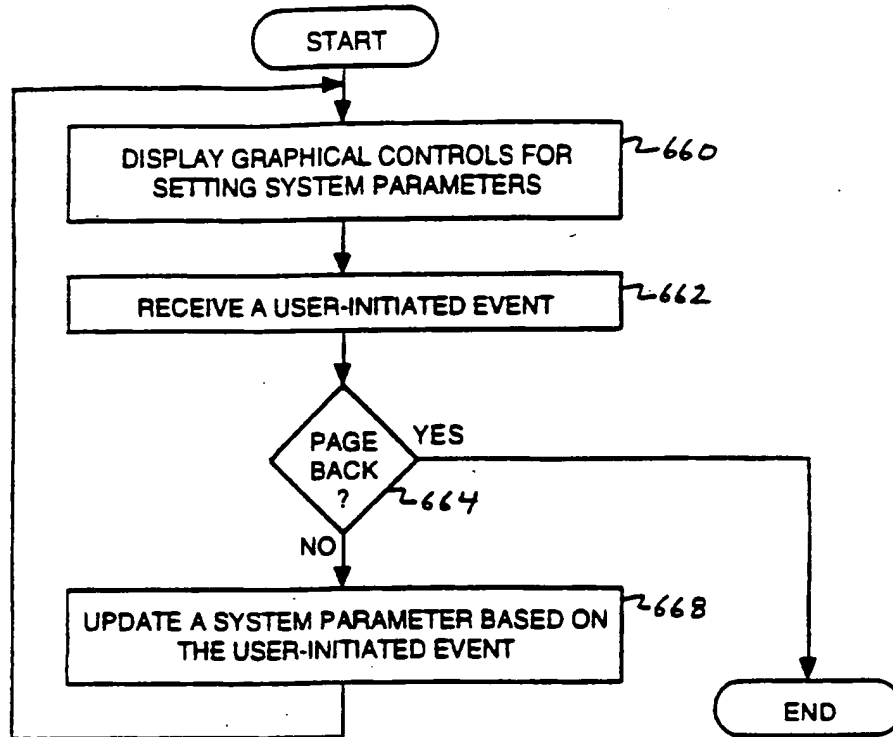 START
DISPLAY GRAPHICAL CONTROLS FOR
SETTING SYSTEM PARAMETERS
660
RECEIVE A USER-INITIATED EVENT
662
PAGE
BACK
?
YES
664
NO
UPDATE A SYSTEM PARAMETER BASED ON
THE USER-INITIATED EVENT
668
END